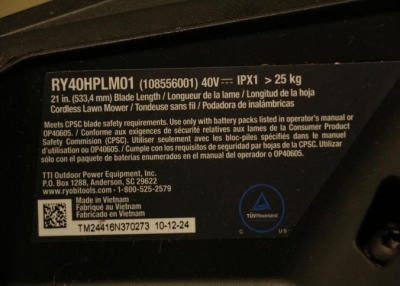 RY40HPLM01 (108556001) 40V⎓ IPX1 > 25 kg
21 in. (533,4 mm) Blade Length / Longueur de la lame / Longitud de la hoja
Cordless Lawn Mower / Tondeuse sans fil / Podadora de inalámbricas
Meets CPSC blade safety requirements. Use only with battery packs listed in operator's manual or
OP40605. / Conforme aux exigences de sécurité relatives aux lames de la Consumer Product
Safety Commision (CPSC). Utiliser seulement avec les bloc-piles spécifiés dans le manuel
d'utilisation ou OP40605. / Cumple con los requisitos de seguridad par hojas de la CPSC. Utilizar
sólo con el paquete de baterías enumerados en el manual del operador o OP40605.
TTI Outdoor Power Equipment, Inc.
P.O. Box 1288, Anderson, SC 29622
www.ryobitools.com - 1-800-525-2579
Made in Vietnam
Fabriqué en Vietnam
Fabricado en Vietnam
TM24416N370273 10-12-24
TÜVRheinland
C US